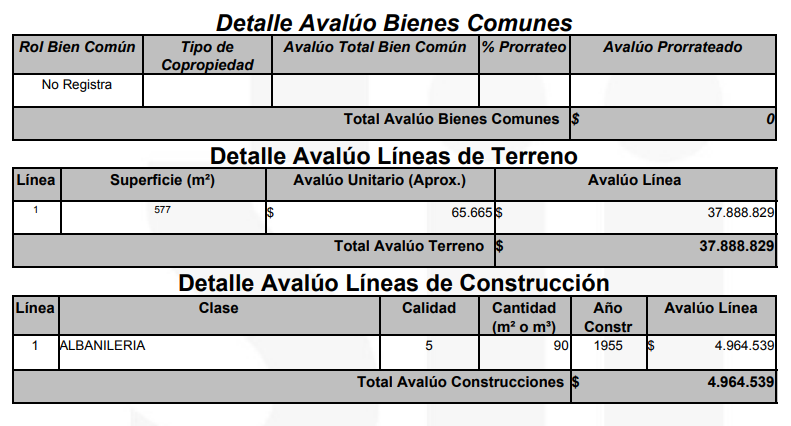 Detalle Avalúo Bienes Comunes
Rol Bien Común Tipo de Copropiedad Avalúo Total Bien Común % Prorrateo Avalúo Prorrateado
No Registra
Total Avalúo Bienes Comunes $ 0
Detalle Avalúo Líneas de Terreno
Línea Superficie (m²) Avalúo Unitario (Aprox.) Avalúo Línea
1 577 $ 65.665 $ 37.888.829
Total Avalúo Terreno $ 37.888.829
Detalle Avalúo Líneas de Construcción
Línea Clase Calidad Cantidad (m² o m³) Año Constr Avalúo Línea
1 ALBANILERIA 5 90 1955 $ 4.964.539
Total Avalúo Construcciones $ 4.964.539